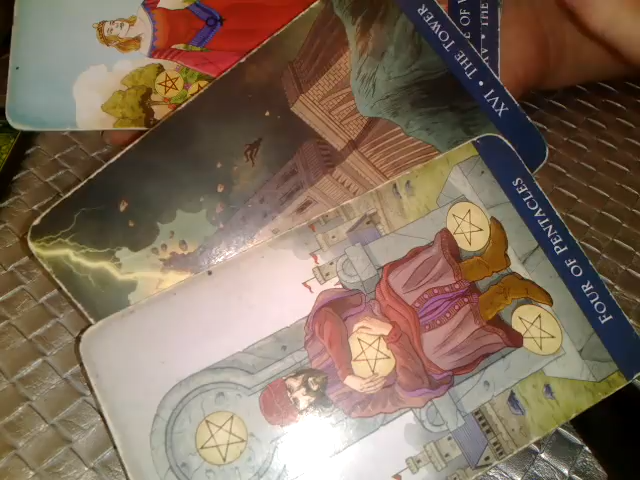 XVI • THE TOWER
FOUR OF PENTACLES